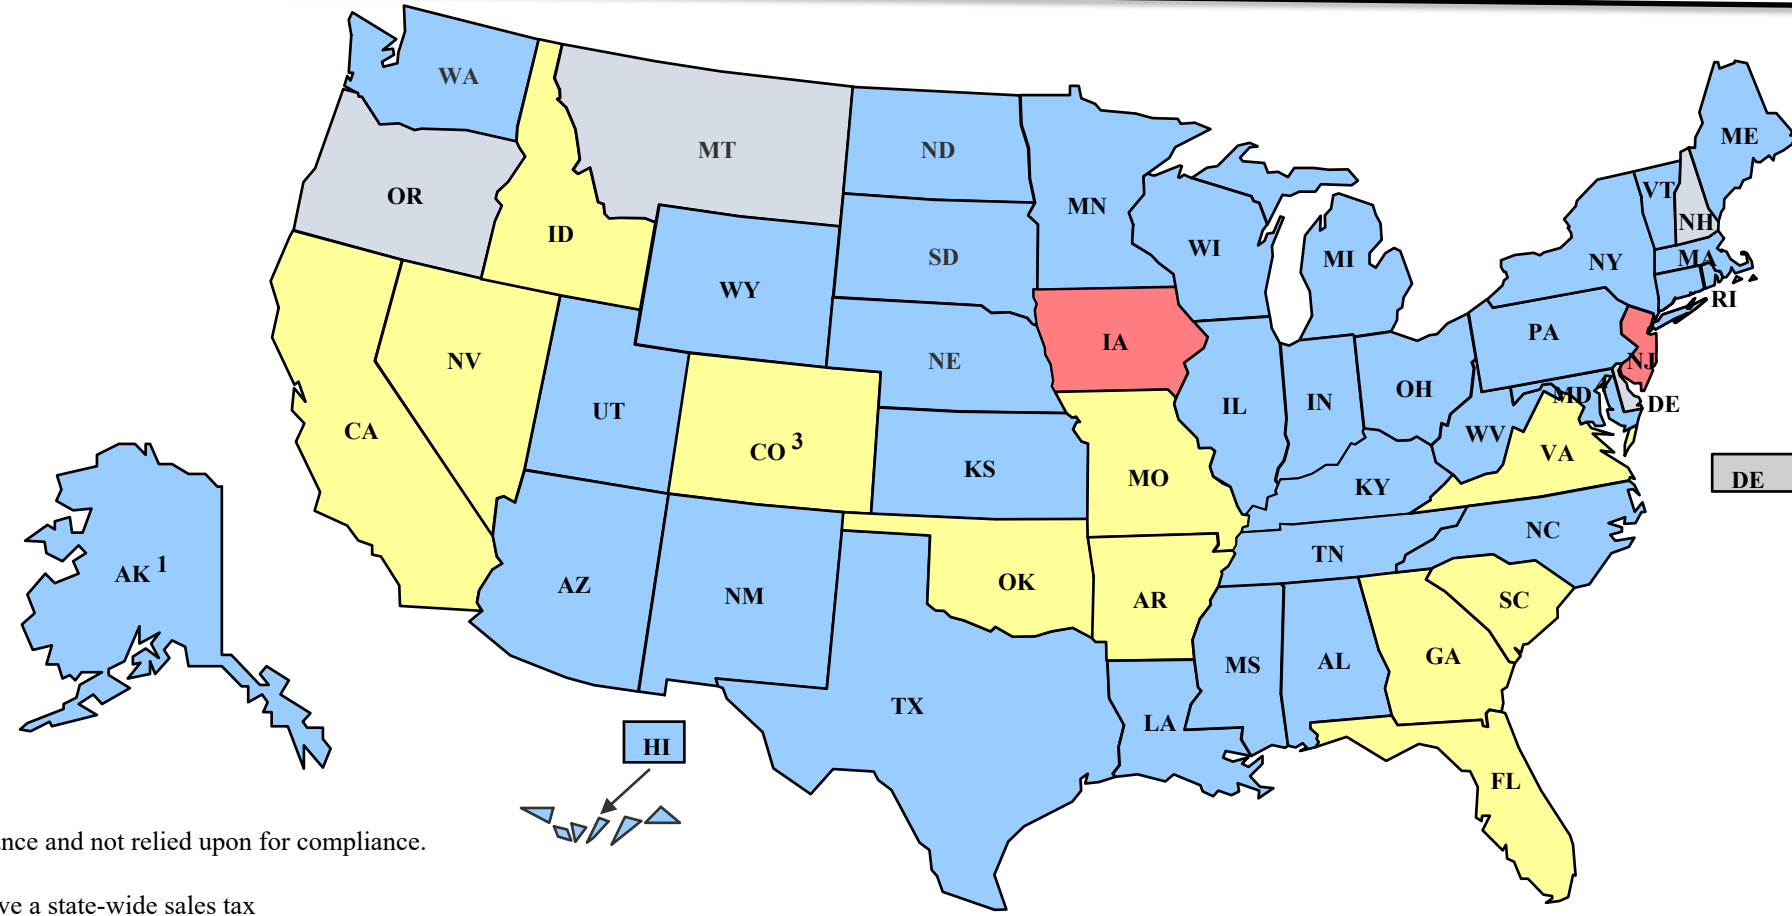 WA
ME
MT
ND
VT
OR
MN
NH
ID
WI
SD
MI
MA
NY
WY
RI
PA
IA
NV
NE
NJ
OH
MD
IN
DE
IL
UT
CA
WV
CO 3
VA
KS
MO
DE
KY
NC
TN
AK 1
OK
AZ
NM
AR
SC
GA
AL
MS
TX
LA
HI
FL
nce and not relied upon for compliance.
ve a state-wide sales tax